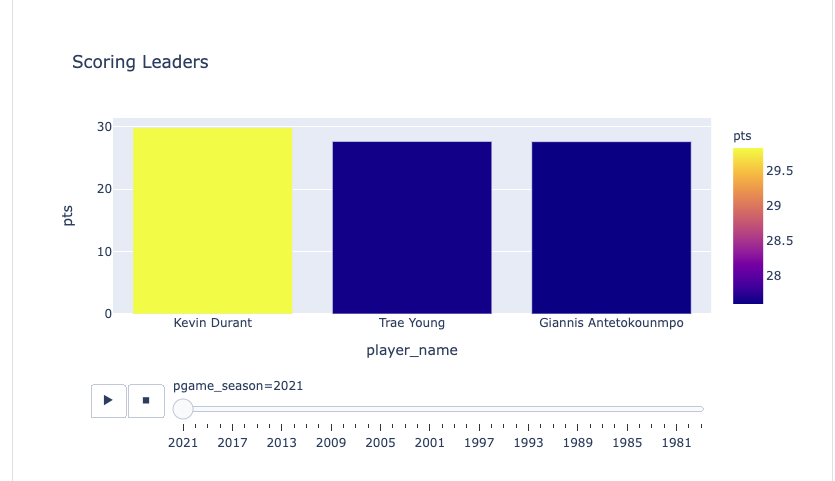 Scoring Leaders
pts
30
20
10
0
pts
29.5
29
28.5
28
Kevin Durant Trae Young Giannis Antetokounmpo
player_name
pgame_season=2021
2021 2017 2013 2009 2005 2001 1997 1993 1989 1985 1981